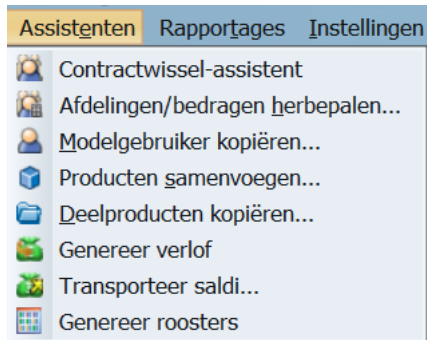 Assistenten Rapportages Instellingen
Contractwissel-assistent
Afdelingen/bedragen herbepalen...
Modelgebruiker kopiëren...
Producten samenvoegen...
Deelproducten kopiëren...
Genereer verlof
Transporteer saldi...
Genereer roosters